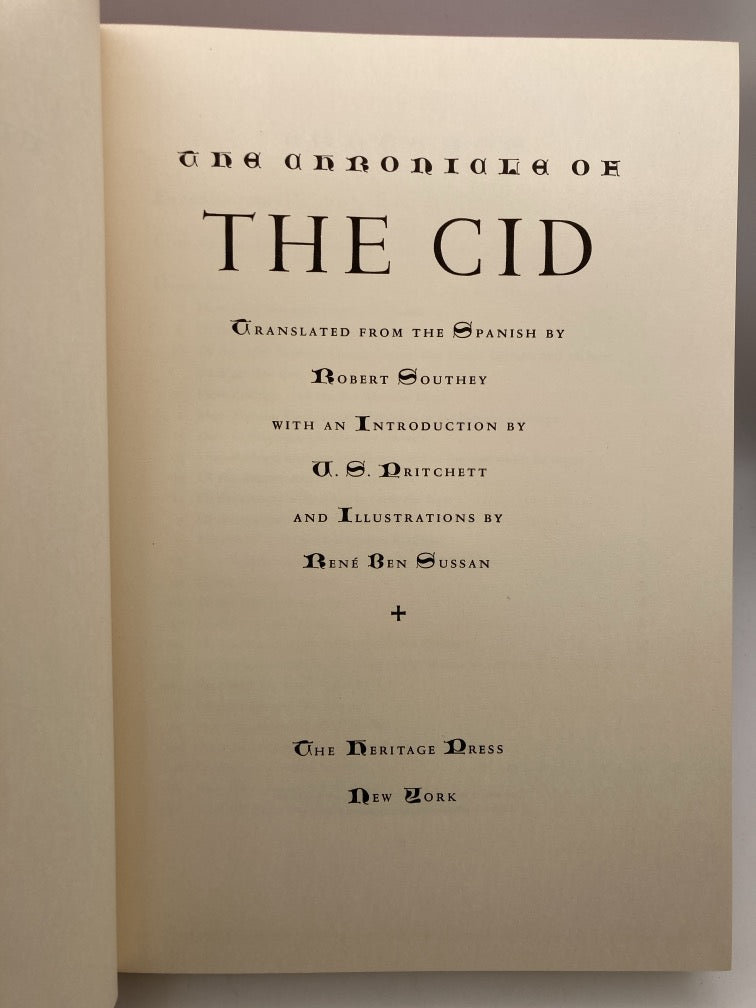 THE CHRONICLE OF
THE CID
TRANSLATED FROM THE SPANISH BY
ROBERT SOUTHEY
WITH AN INTRODUCTION BY
V. S. PRITCHETT
AND ILLUSTRATIONS BY
RENÉ BEN SUSSAN
THE HERITAGE PRESS
NEW YORK